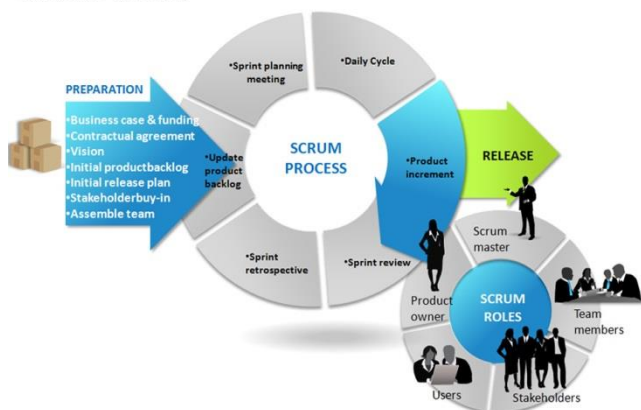 PREPARATION
•Business case & funding
•Contractual agreement
•Vision
•Initial productbacklog
•Initial release plan
•Stakeholderbuy-in
•Assemble team
•Sprint planning
meeting
•Daily Cycle
•Update
product
backlog
SCRUM
PROCESS
•Product
increment
RELEASE
•Sprint
retrospective
•Sprint review
Scrum
master
Product
owner
SCRUM
ROLES
Team
members
Users
Stakeholders